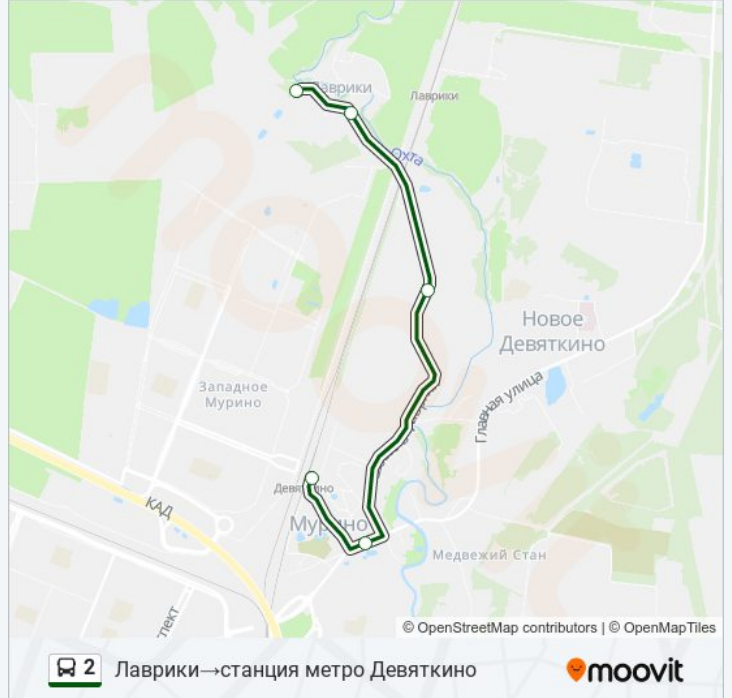 Лаврики
Лаврики
Охта
Новое
Девяткино
Западное
Мурино
Главная улица
Девяткино
КАД
Мурино
Медвежий Стан
© OpenStreetMap contributors | © OpenMapTiles
2 Лаврики→станция метро Девяткино
moovit